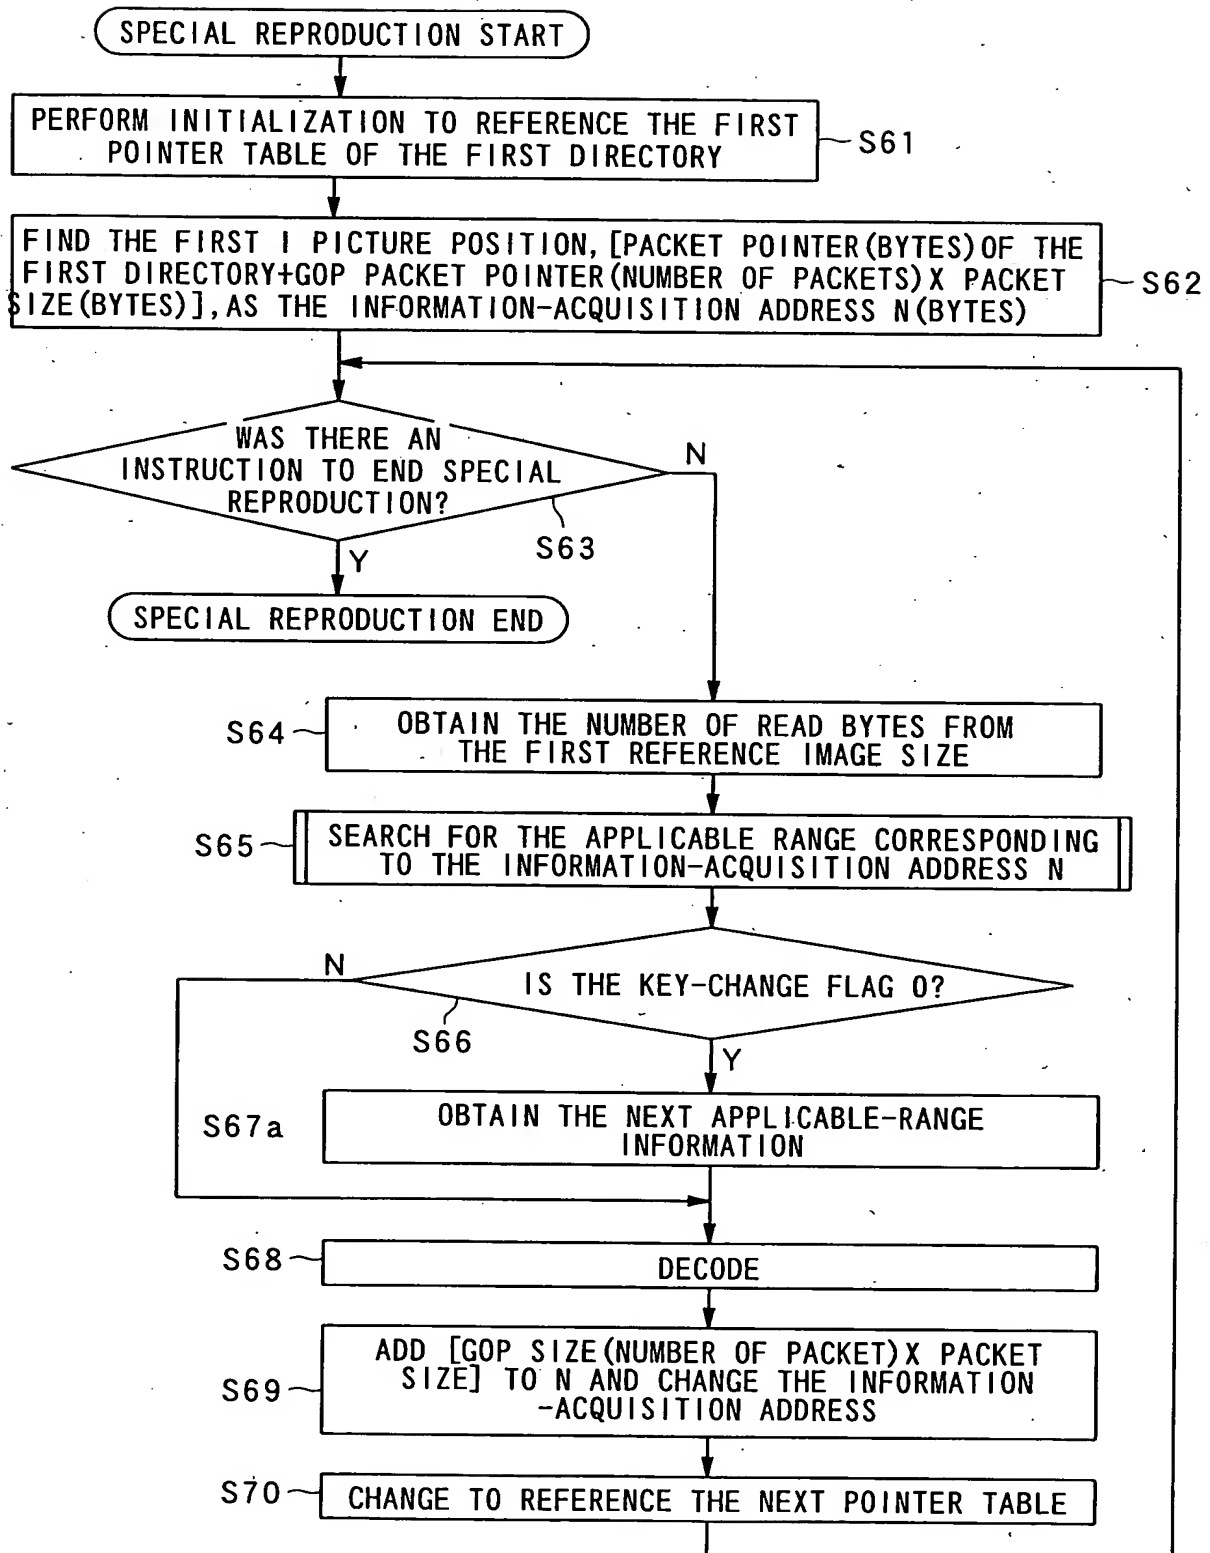 SPECIAL REPRODUCTION START
PERFORM INITIALIZATION TO REFERENCE THE FIRST
POINTER TABLE OF THE FIRST DIRECTORY
S61
FIND THE FIRST I PICTURE POSITION, [PACKET POINTER(BYTES)OF THE
FIRST DIRECTORY+GOP PACKET POINTER(NUMBER OF PACKETS)X PACKET
SIZE(BYTES)],AS THE INFORMATION-ACQUISITION ADDRESS N(BYTES)
S62
WAS THERE AN
INSTRUCTION TO END SPECIAL
REPRODUCTION?
N
S63
Y
SPECIAL REPRODUCTION END
S64
OBTAIN THE NUMBER OF READ BYTES FROM
THE FIRST REFERENCE IMAGE SIZE
S65
SEARCH FOR THE APPLICABLE RANGE CORRESPONDING
TO THE INFORMATION-ACQUISITION ADDRESS N
N
IS THE KEY-CHANGE FLAG 0?
S66
Y
S67a
OBTAIN THE NEXT APPLICABLE-RANGE
INFORMATION
S68
DECODE
S69
ADD [GOP SIZE(NUMBER OF PACKET)X PACKET
SIZE] TO N AND CHANGE THE INFORMATION
-ACQUISITION ADDRESS
S70
CHANGE TO REFERENCE THE NEXT POINTER TABLE